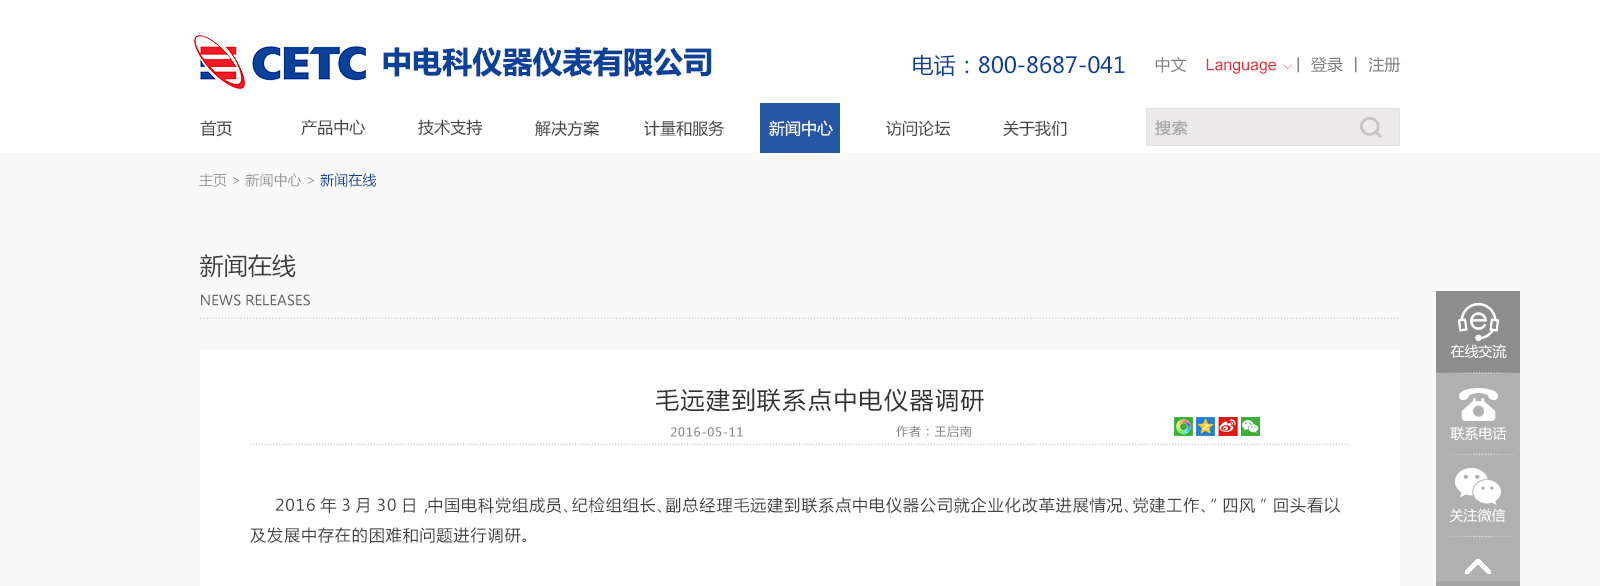 CETC 中电科仪器仪表有限公司
电话：800-8687-041 中文 Language | 登录 | 注册
首页 产品中心 技术支持 解决方案 计量和服务 新闻中心 访问论坛 关于我们 搜索
主页 > 新闻中心 > 新闻在线
新闻在线
NEWS RELEASES
在线交流
毛远建到联系点中电仪器调研
2016-05-11 作者：王启南
联系电话
2016 年 3 月 30 日 ,中国电科党组成员、纪检组组长、副总经理毛远建到联系点中电仪器公司就企业化改革进展情况、党建工作、“ 四风 “ 回头看以
及发展中存在的困难和问题进行调研。
关注微信